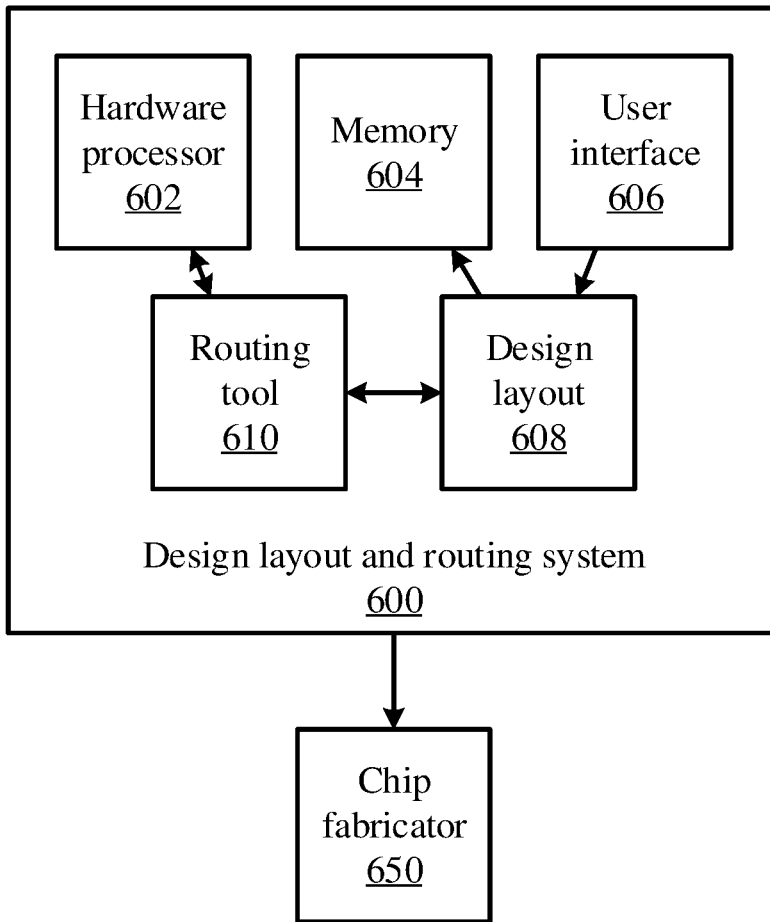 Hardware
processor
602
Memory
604
User
interface
606
Routing
tool
610
Design
layout
608
Design layout and routing system
600
Chip
fabricator
650